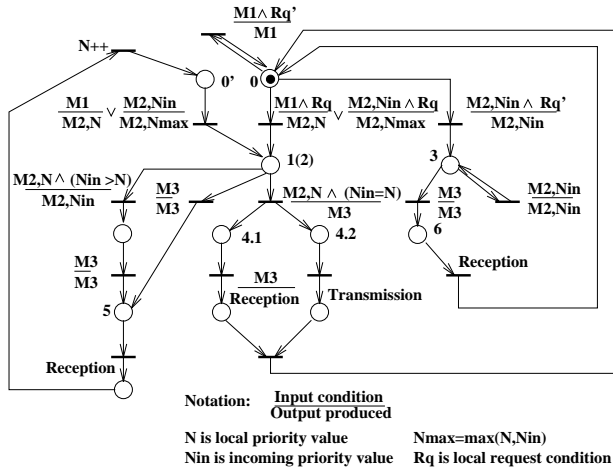 M1 ∧ Rq'
M1
N++
0'
0
M1 ∨ M2,Nin
M2,N M2,Nmax
M1 ∧ Rq ∨ M2,Nin ∧ Rq
M2,N M2,Nmax
M2,Nin ∧ Rq'
M2,Nin
1(2)
3
M2,N ∧ (Nin >N)
M2,Nin
M3
M3
M2,N ∧ (Nin=N)
M3
M3
M3
M2,Nin
M2,Nin
4.1
4.2
6
M3
M3
M3
Reception
Transmission
Reception
5
Reception
Notation: Input condition
Output produced
N is local priority value Nmax=max(N,Nin)
Nin is incoming priority value Rq is local request condition